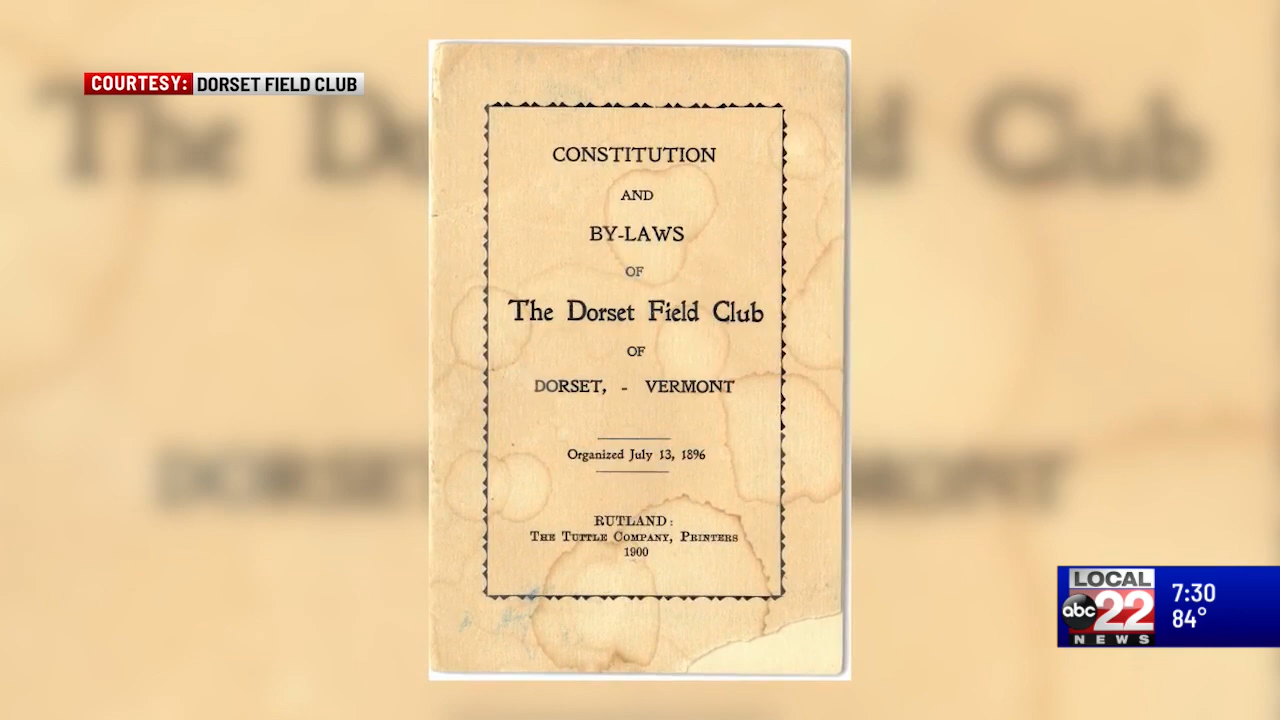 COURTESY: DORSET FIELD CLUB
CONSTITUTION
AND
BY-LAWS
OF
The Dorset Field Club
OF
DORSET, - VERMONT
Organized July 13, 1896
RUTLAND:
THE TUTTLE COMPANY, PRINTERS
1900
LOCAL
abc 22
NEWS
7:30
84°